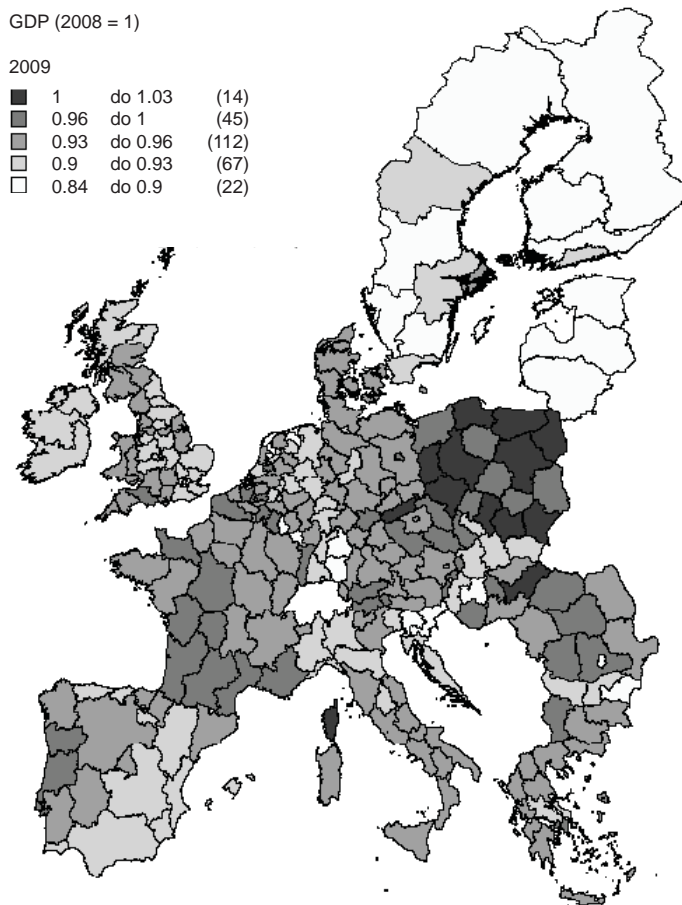 GDP (2008 = 1)
2009
1 do 1.03 (14)
0.96 do 1 (45)
0.93 do 0.96 (112)
0.9 do 0.93 (67)
0.84 do 0.9 (22)